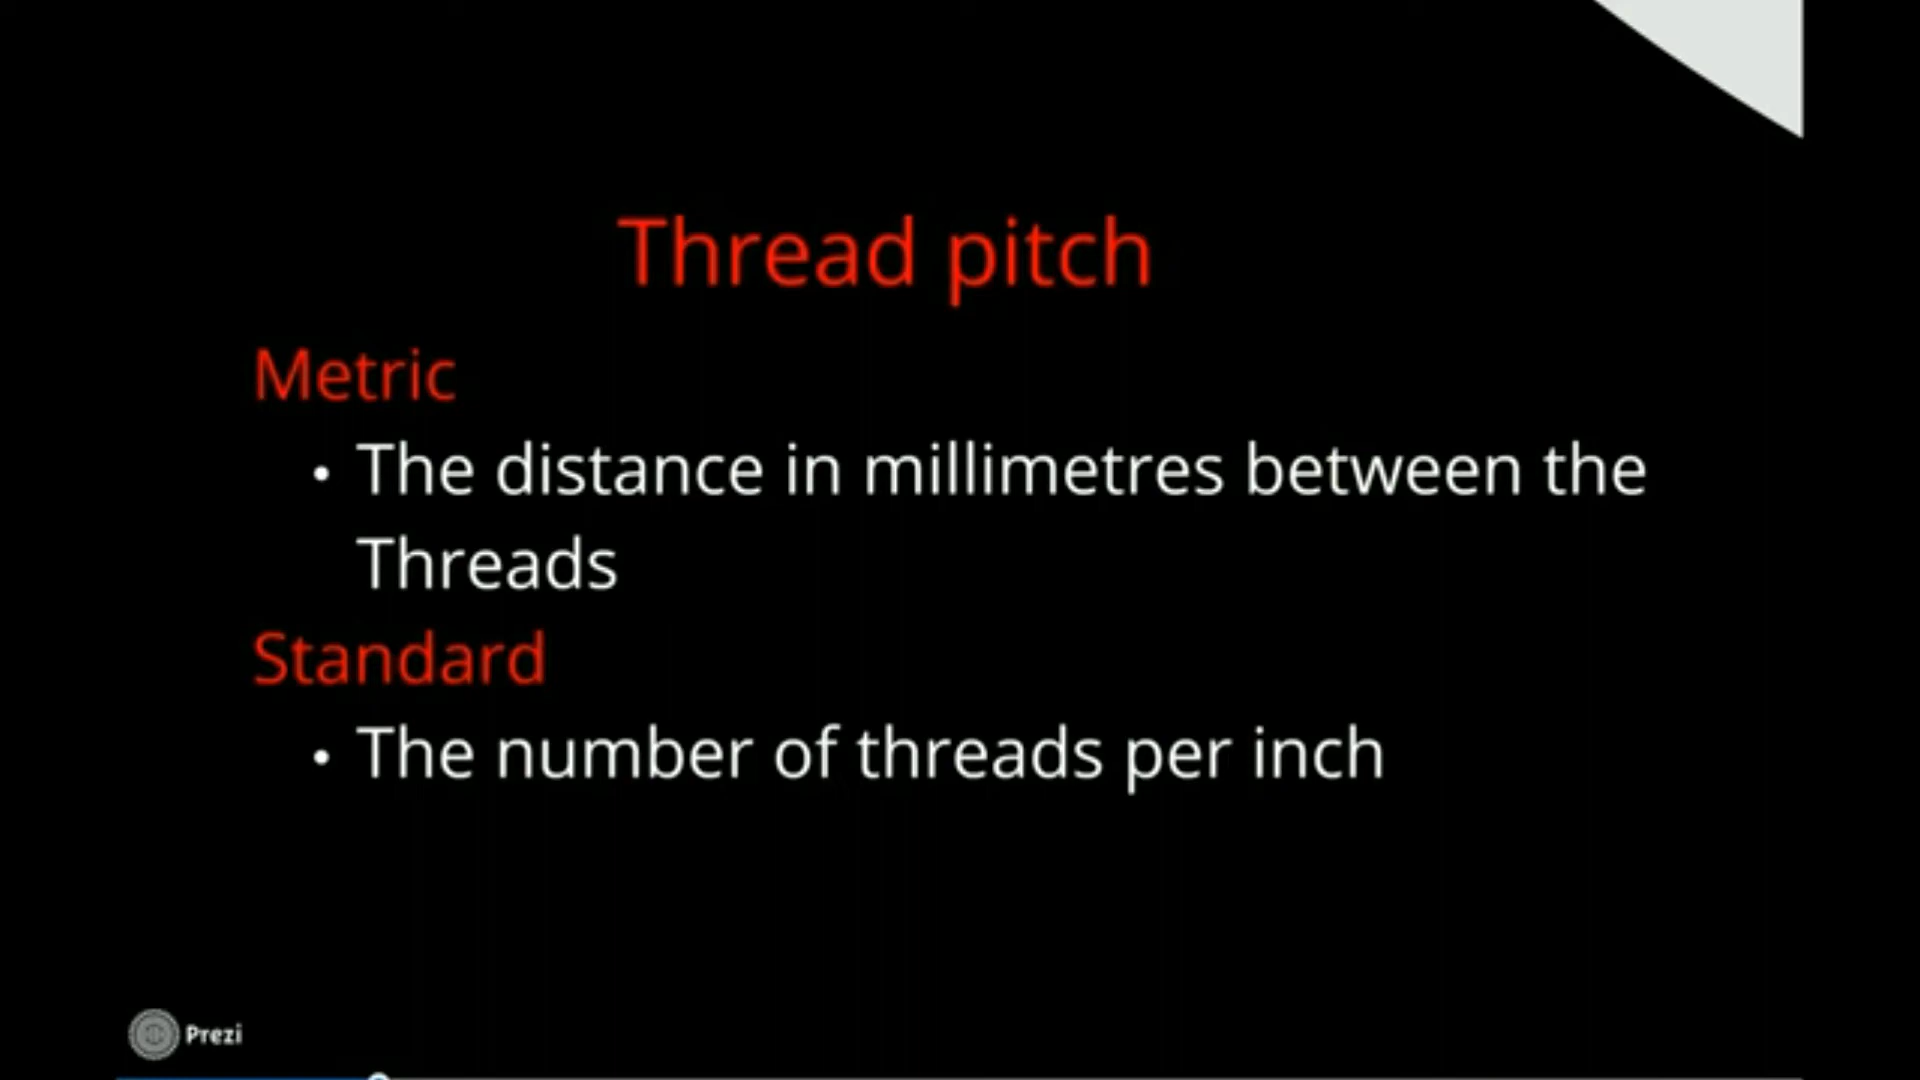 Thread pitch
Metric
• The distance in millimetres between the
Threads
Standard
• The number of threads per inch
Prezi